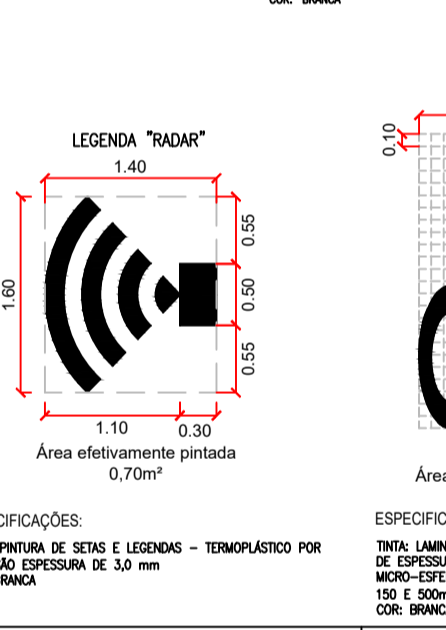 COR: BRANCA
LEGENDA "RADAR"
1.40
0.10
1.60
0.55
0.50
0.55
1.10 0.30
Área efetivamente pintada
0,70m²
Área
CIFICAÇÕES:
PINTURA DE SETAS E LEGENDAS – TERMOPLÁSTICO POR
ÃO ESPESSURA DE 3,0 mm
RANCA
ESPECIFIC
TINTA: LAMIN
DE ESPESSU
MICRO–ESFE
150 E 500m
COR: BRANC